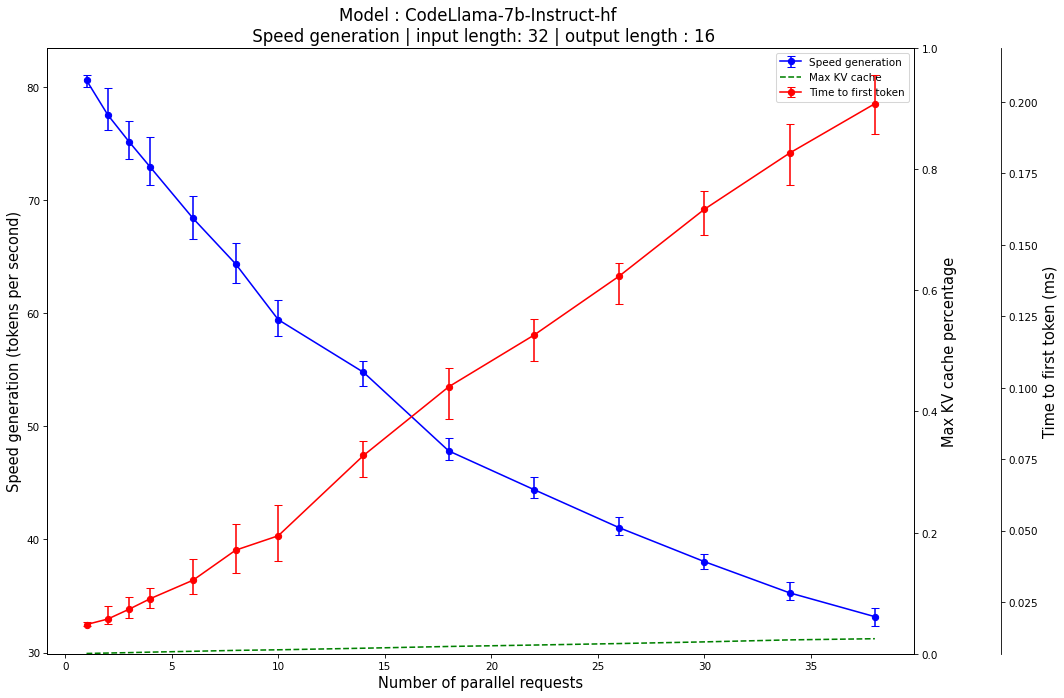 Model : CodeLlama-7b-Instruct-hf
Speed generation | input length: 32 | output length : 16
Speed generation
Max KV cache
Time to first token
Speed generation (tokens per second)
80
70
60
50
40
30
1.0
0.8
0.6
0.4
0.2
0.0
Max KV cache percentage
0.200
0.175
0.150
0.125
0.100
0.075
0.050
0.025
Time to first token (ms)
0 5 10 15 20 25 30 35
Number of parallel requests